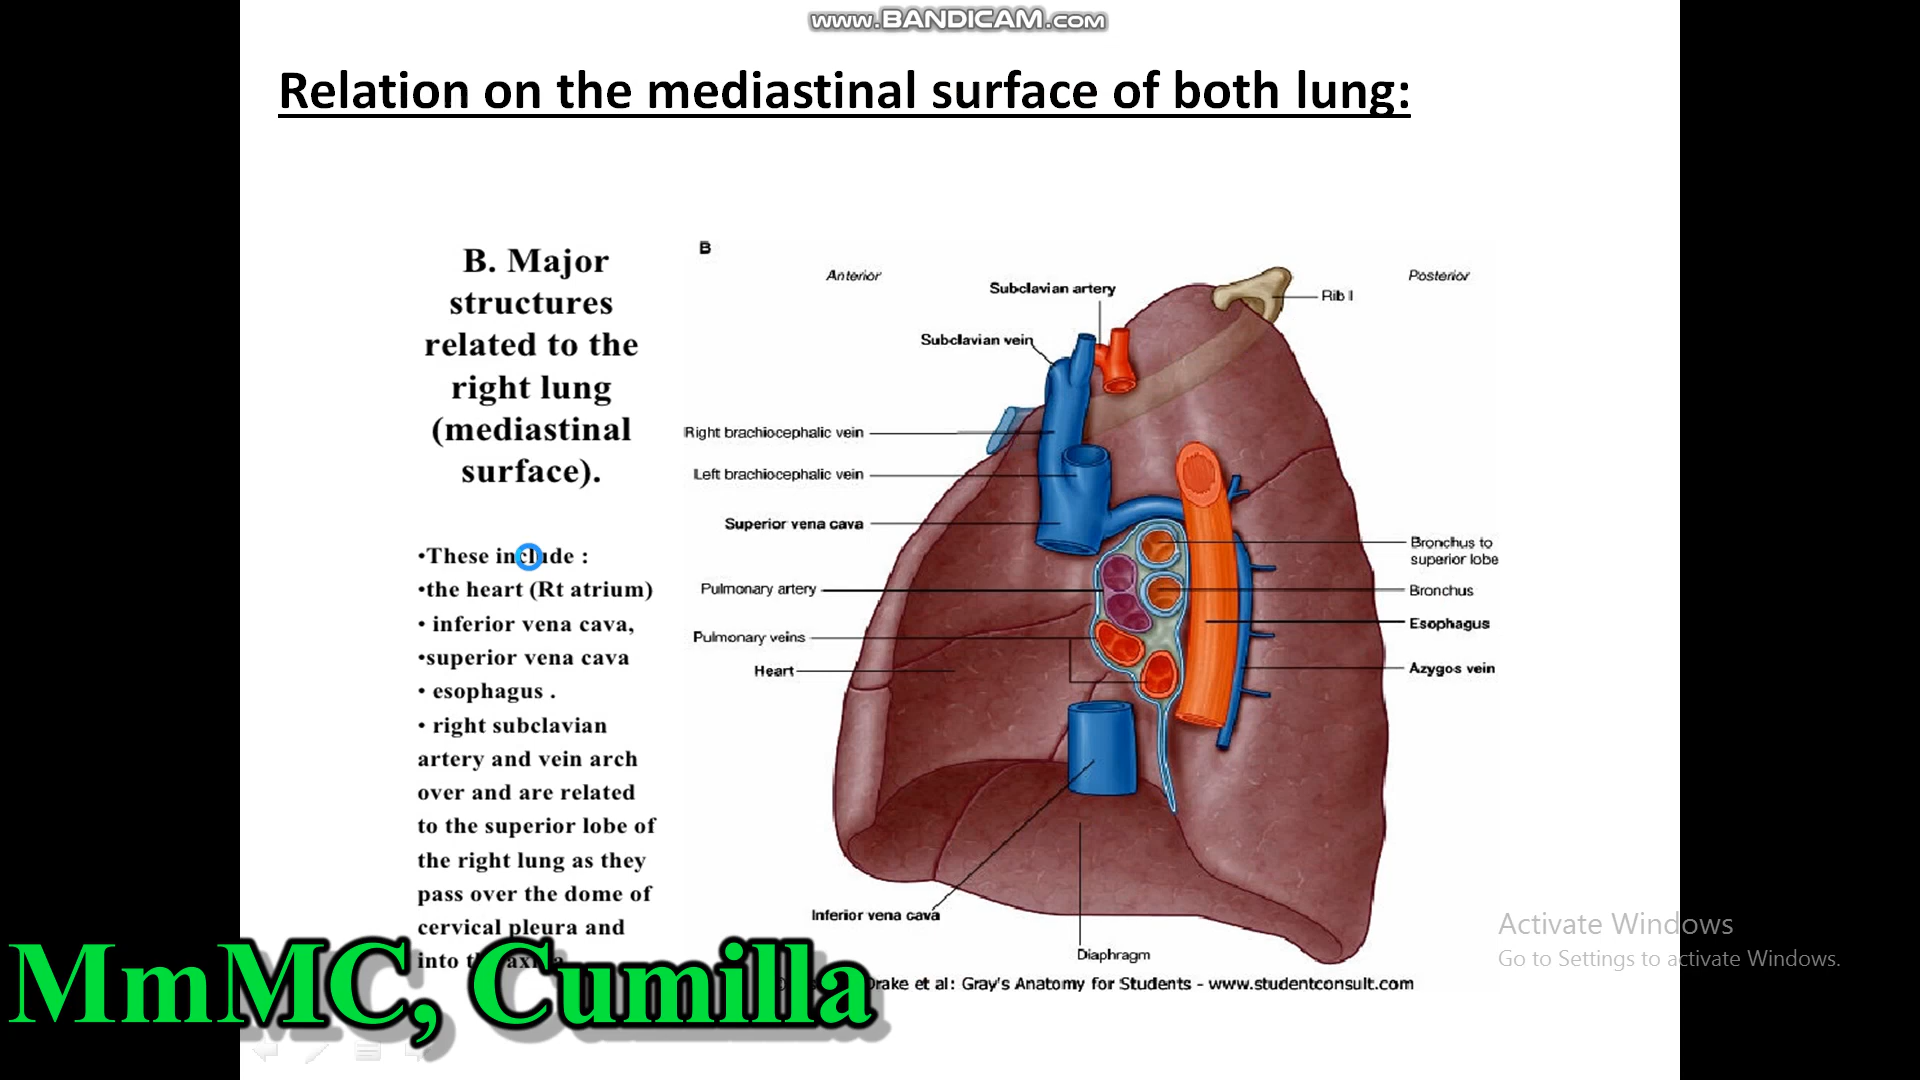 www.BANDICAM.com
Relation on the mediastinal surface of both lung:
B. Major
structures
related to the
right lung
(mediastinal
surface).
•These include :
•the heart (Rt atrium)
• inferior vena cava,
•superior vena cava
• esophagus .
• right subclavian
artery and vein arch
over and are related
to the superior lobe of
the right lung as they
pass over the dome of
cervical pleura and
into
B
Anterior
Posterior
Subclavian artery
Rib I
Subclavian vein
Right brachiocephalic vein
Left brachiocephalic vein
Superior vena cava
Bronchus to
superior lobe
Pulmonary artery
Bronchus
Esophagus
Pulmonary veins
Heart
Azygos vein
Inferior vena cava
Diaphragm
Drake et al: Gray's Anatomy for Students - www.studentconsult.com
Activate Windows
Go to Settings to activate Windows.
MmMC, Cumilla